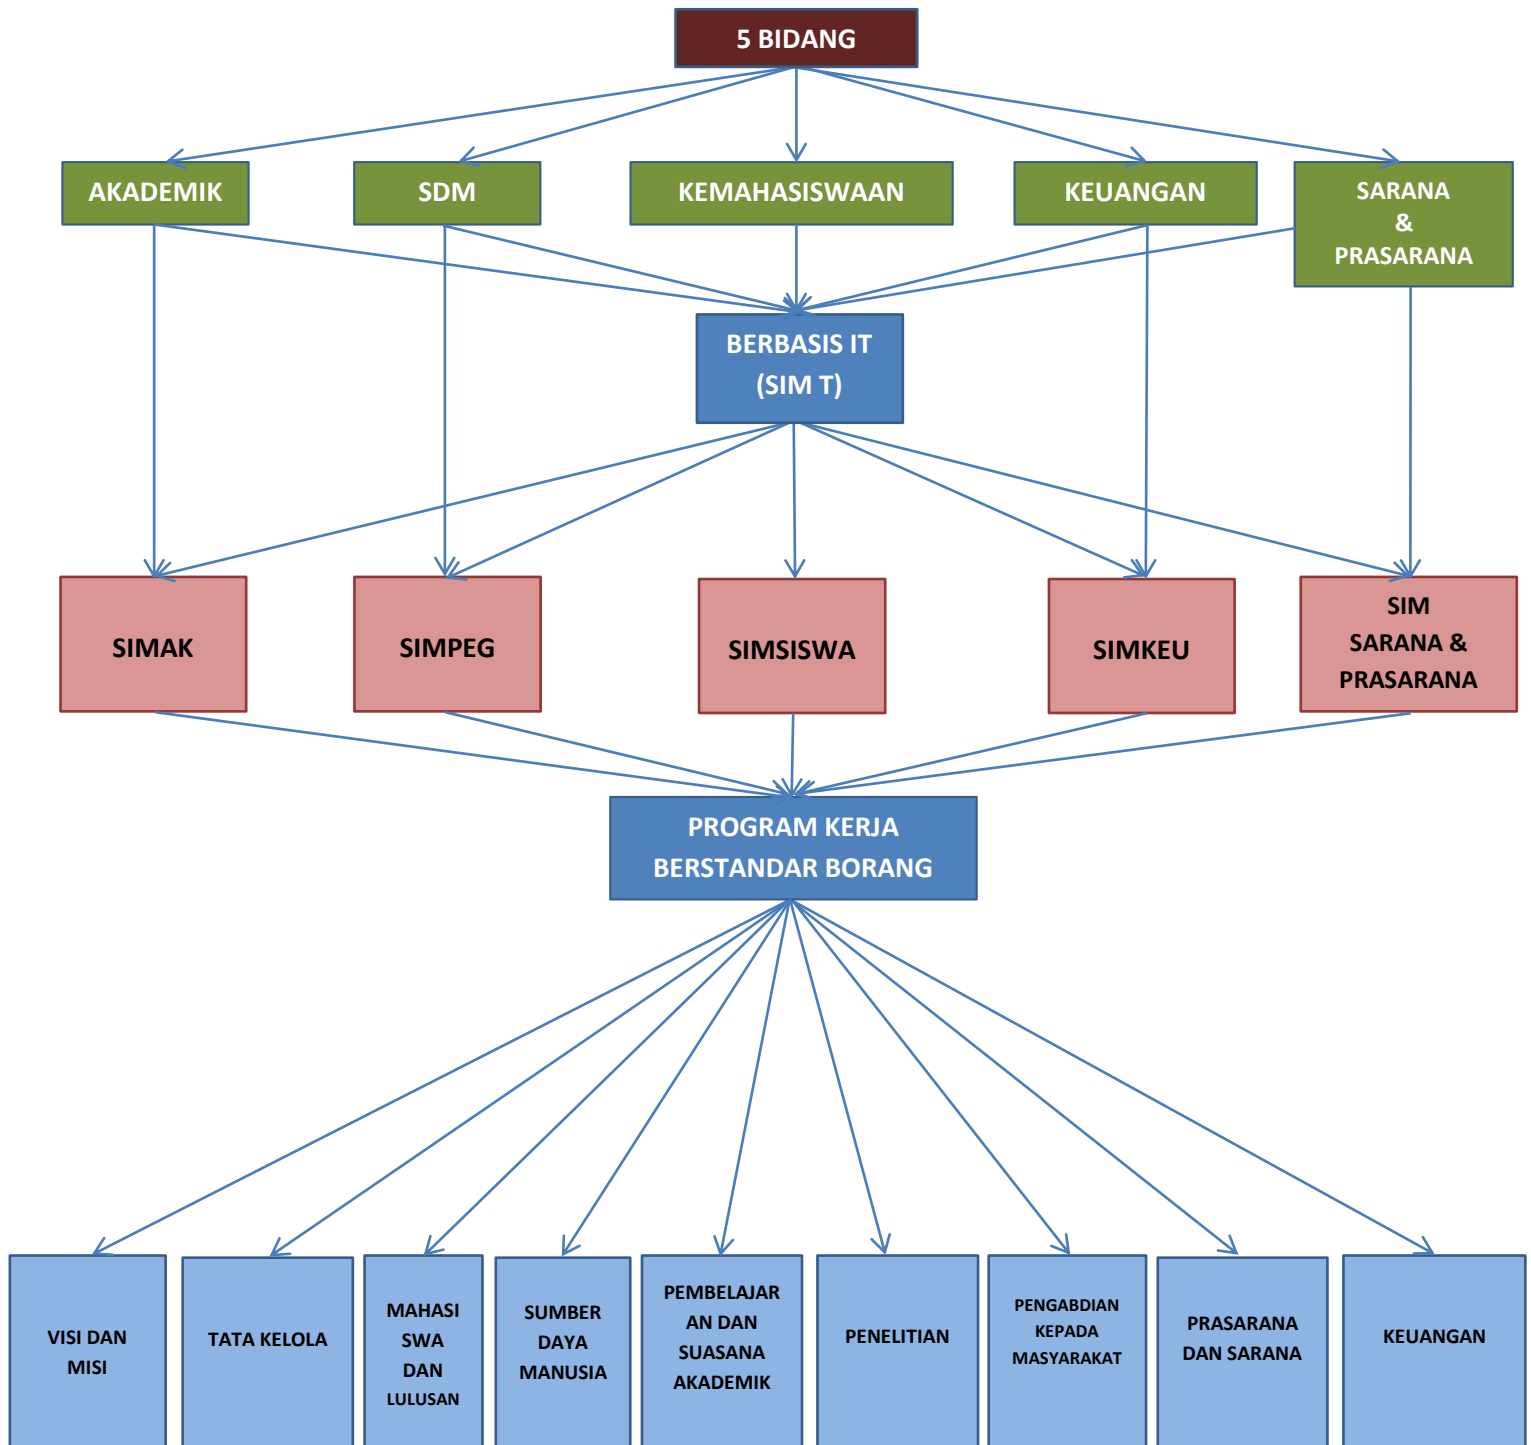 5 BIDANG
AKADEMIK
SDM
KEMAHASISWAAN
KEUANGAN
SARANA
&
PRASARANA
BERBASIS IT
(SIM T)
SIMAK
SIMPEG
SIMSISWA
SIMKEU
SIM
SARANA &
PRASARANA
PROGRAM KERJA
BERSTANDAR BORANG
VISI DAN
MISI
TATA KELOLA
MAHASI
SWA
DAN
LULUSAN
SUMBER
DAYA
MANUSIA
PEMBELAJAR
AN DAN
SUASANA
AKADEMIK
PENELITIAN
PENGABDIAN
KEPADA
MASYARAKAT
PRASARANA
DAN SARANA
KEUANGAN